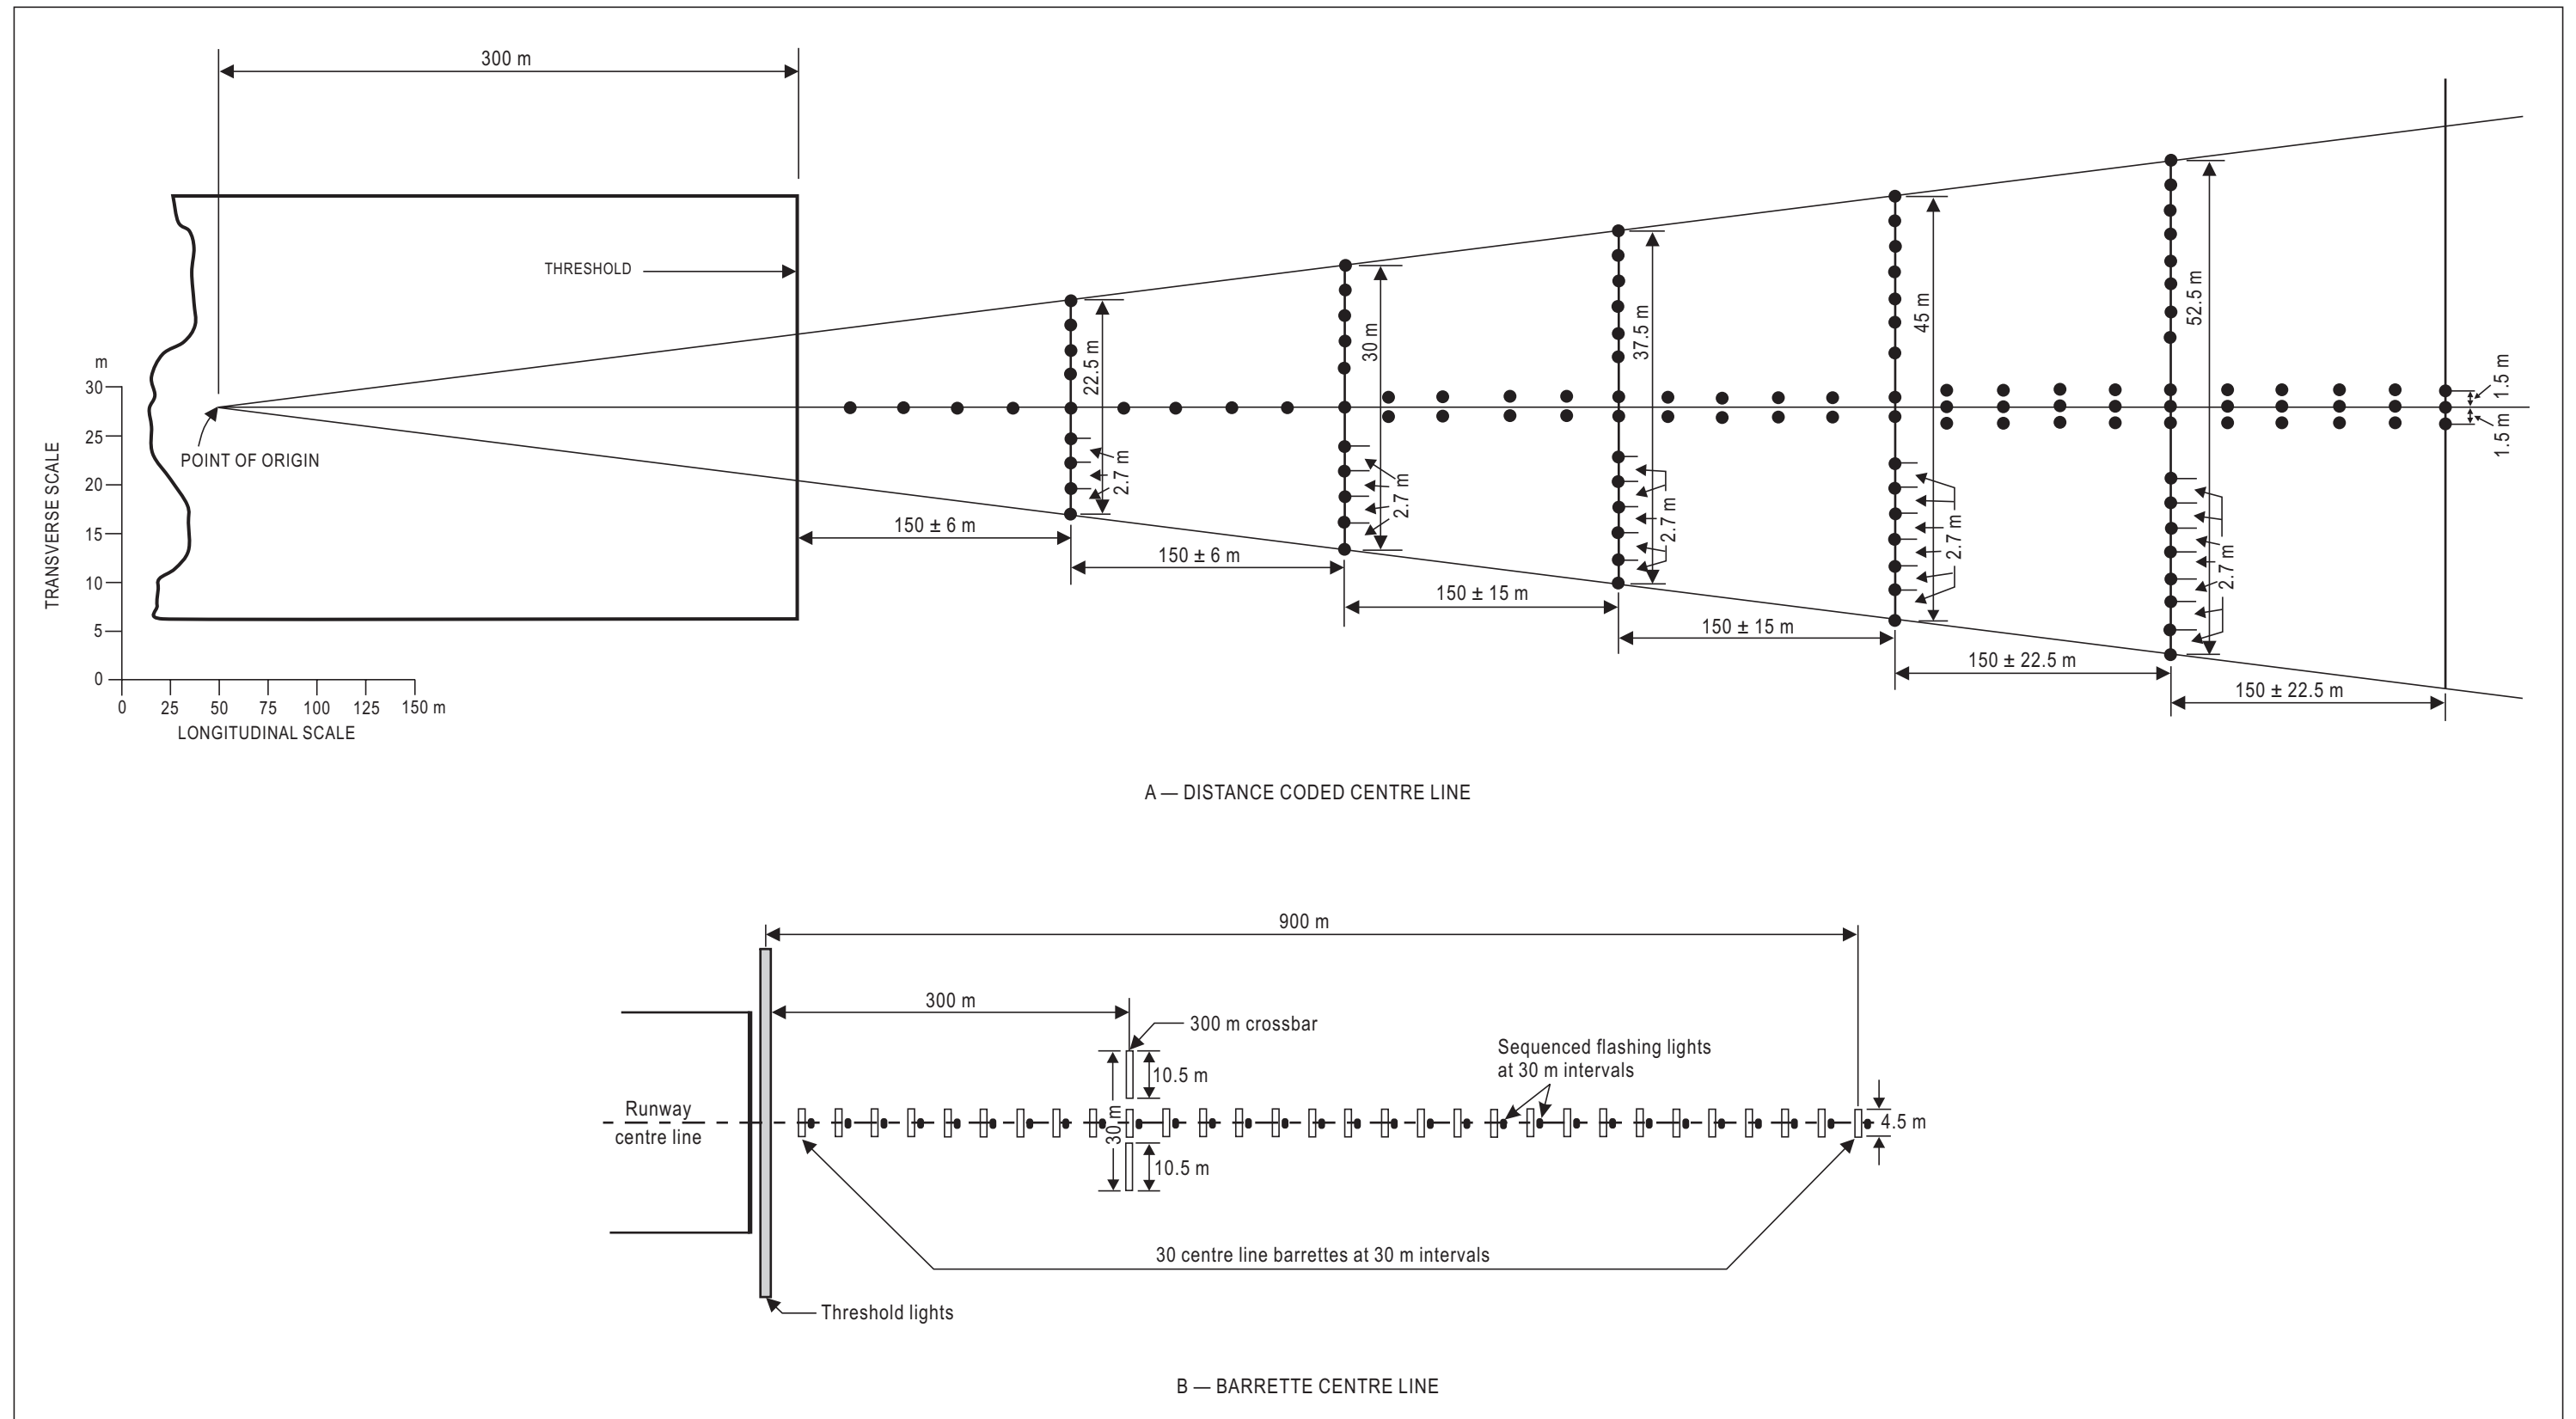 300 m
THRESHOLD
POINT OF ORIGIN
m
30
25
20
15
10
5
0
TRANSVERSE SCALE
0 25 50 75 100 125 150 m
LONGITUDINAL SCALE
22.5 m
2.7 m
30 m
2.7 m
37.5 m
2.7 m
45 m
2.7 m
52.5 m
2.7 m
1.5 m
1.5 m
150 ± 6 m
150 ± 6 m
150 ± 15 m
150 ± 15 m
150 ± 22.5 m
150 ± 22.5 m
A — DISTANCE CODED CENTRE LINE
900 m
300 m
300 m crossbar
10.5 m
30 m
10.5 m
Sequenced flashing lights
at 30 m intervals
Runway
centre line
4.5 m
30 centre line barrettes at 30 m intervals
Threshold lights
B — BARRETTE CENTRE LINE